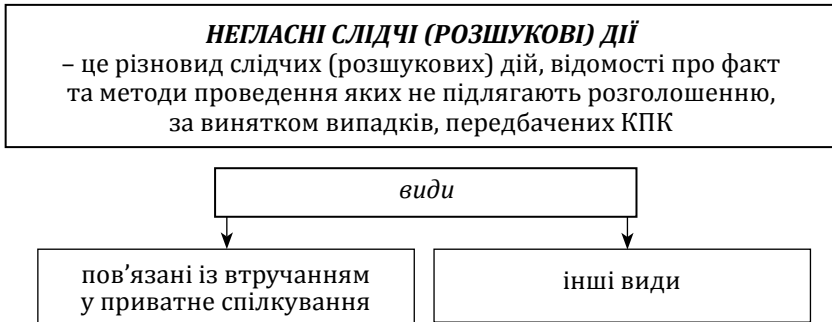 НЕГЛАСНІ СЛІДЧІ (РОЗШУКОВІ) ДІЇ
– це різновид слідчих (розшукових) дій, відомості про факт
та методи проведення яких не підлягають розголошенню,
за винятком випадків, передбачених КПК
види
пов’язані із втручанням
у приватне спілкування
інші види